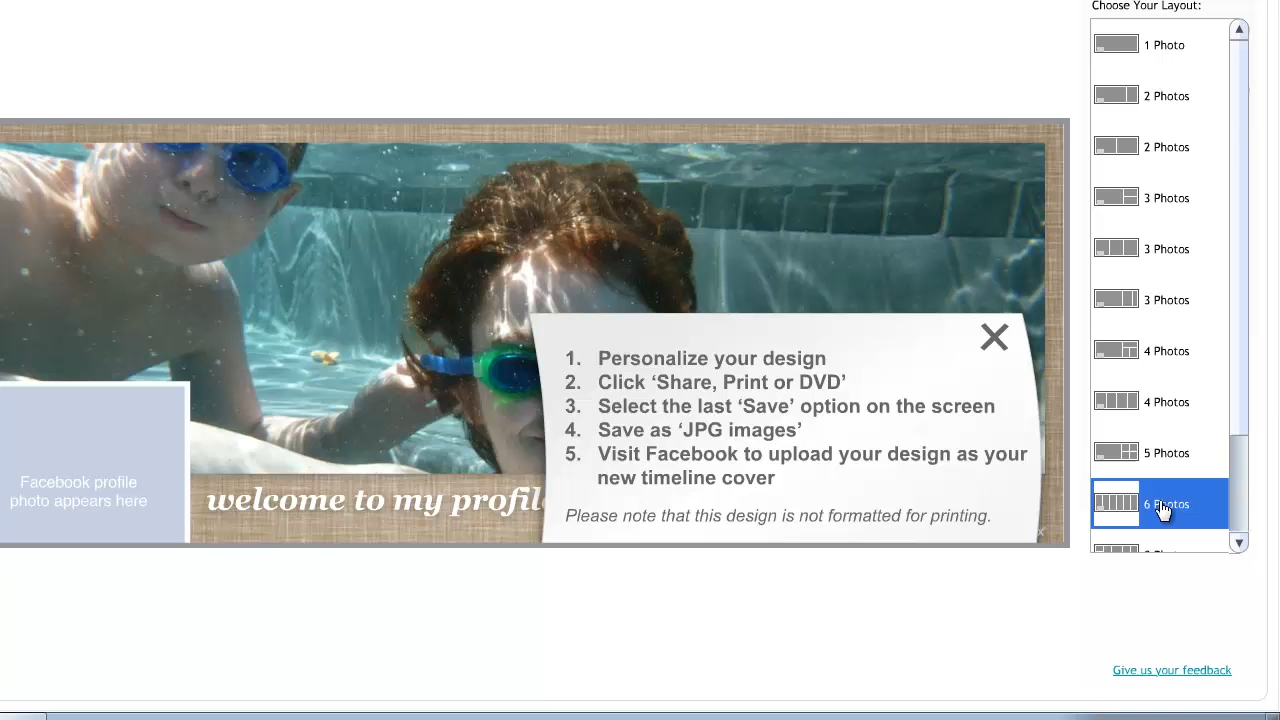 Choose Your Layout:
1 Photo
2 Photos
2 Photos
3 Photos
3 Photos
3 Photos
4 Photos
4 Photos
5 Photos
6 Photos
1. Personalize your design
2. Click ‘Share, Print or DVD’
3. Select the last ‘Save’ option on the screen
4. Save as ‘JPG images’
5. Visit Facebook to upload your design as your
new timeline cover
Please note that this design is not formatted for printing.
Facebook profile
photo appears here
welcome to my profile
Give us your feedback